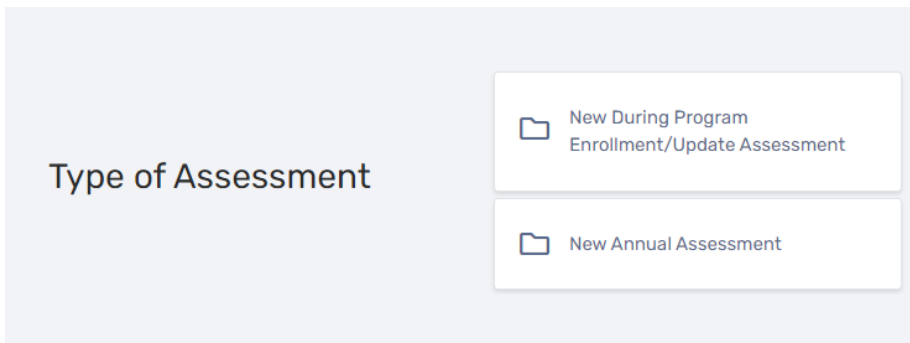 Type of Assessment
New During Program
Enrollment/Update Assessment
New Annual Assessment